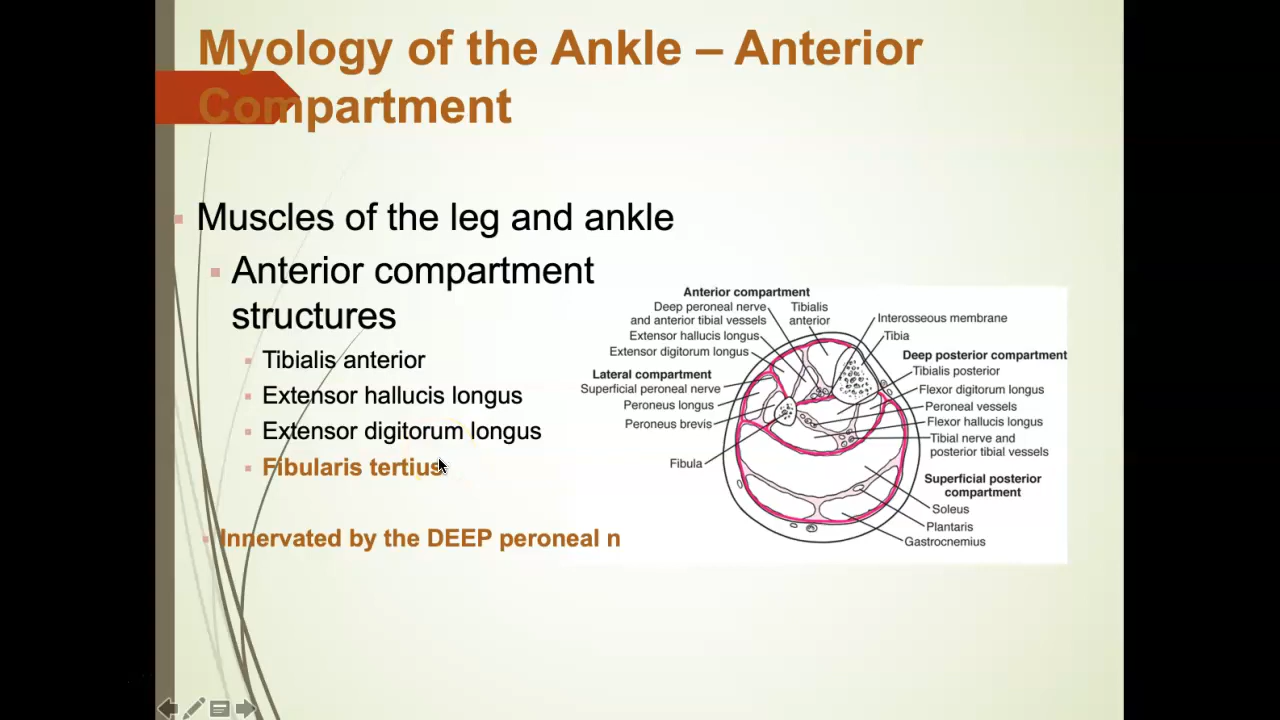 Myology of the Ankle – Anterior
Compartment
Muscles of the leg and ankle
Anterior compartment
structures
Tibialis anterior
Extensor hallucis longus
Extensor digitorum longus
Fibularis tertius
Innervated by the DEEP peroneal n
Anterior compartment
Deep peroneal nerve
and anterior tibial vessels
Extensor hallucis longus
Extensor digitorum longus
Lateral compartment
Superficial peroneal nerve
Peroneus longus
Peroneus brevis
Fibula
Tibialis
anterior
Interosseous membrane
Tibia
Deep posterior compartment
Tibialis posterior
Flexor digitorum longus
Peroneal vessels
Flexor hallucis longus
Tibial nerve and
posterior tibial vessels
Superficial posterior
compartment
Soleus
Plantaris
Gastrocnemius